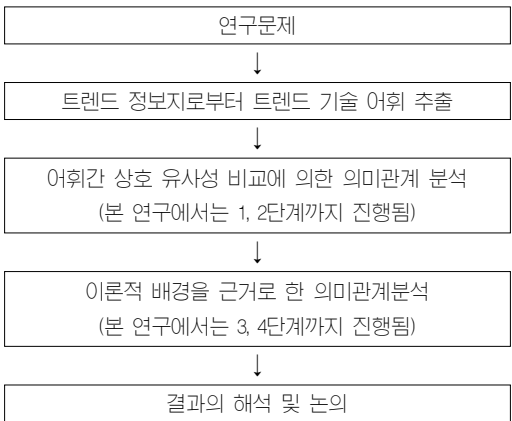 연구문제
↓
트렌드 정보지로부터 트렌드 기술 어휘 추출
↓
어휘간 상호 유사성 비교에 의한 의미관계 분석
(본 연구에서는 1, 2단계까지 진행됨)
↓
이론적 배경을 근거로 한 의미관계분석
(본 연구에서는 3, 4단계까지 진행됨)
↓
결과의 해석 및 논의